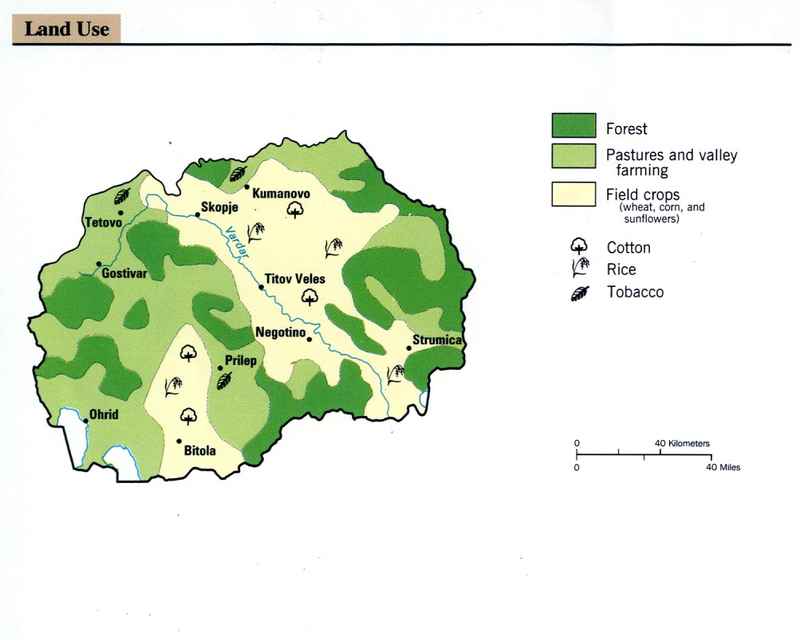 Land Use
Forest
Pastures and valley
farming
Field crops
(wheat, corn, and
sunflowers)
Cotton
Rice
Tobacco
Kumanovo
Skopje
Tetovo
Vardar
Gostivar
Titov Veles
Negotino
Strumica
Prilep
Ohrid
Bitola
0 40 Kilometers
0 40 Miles